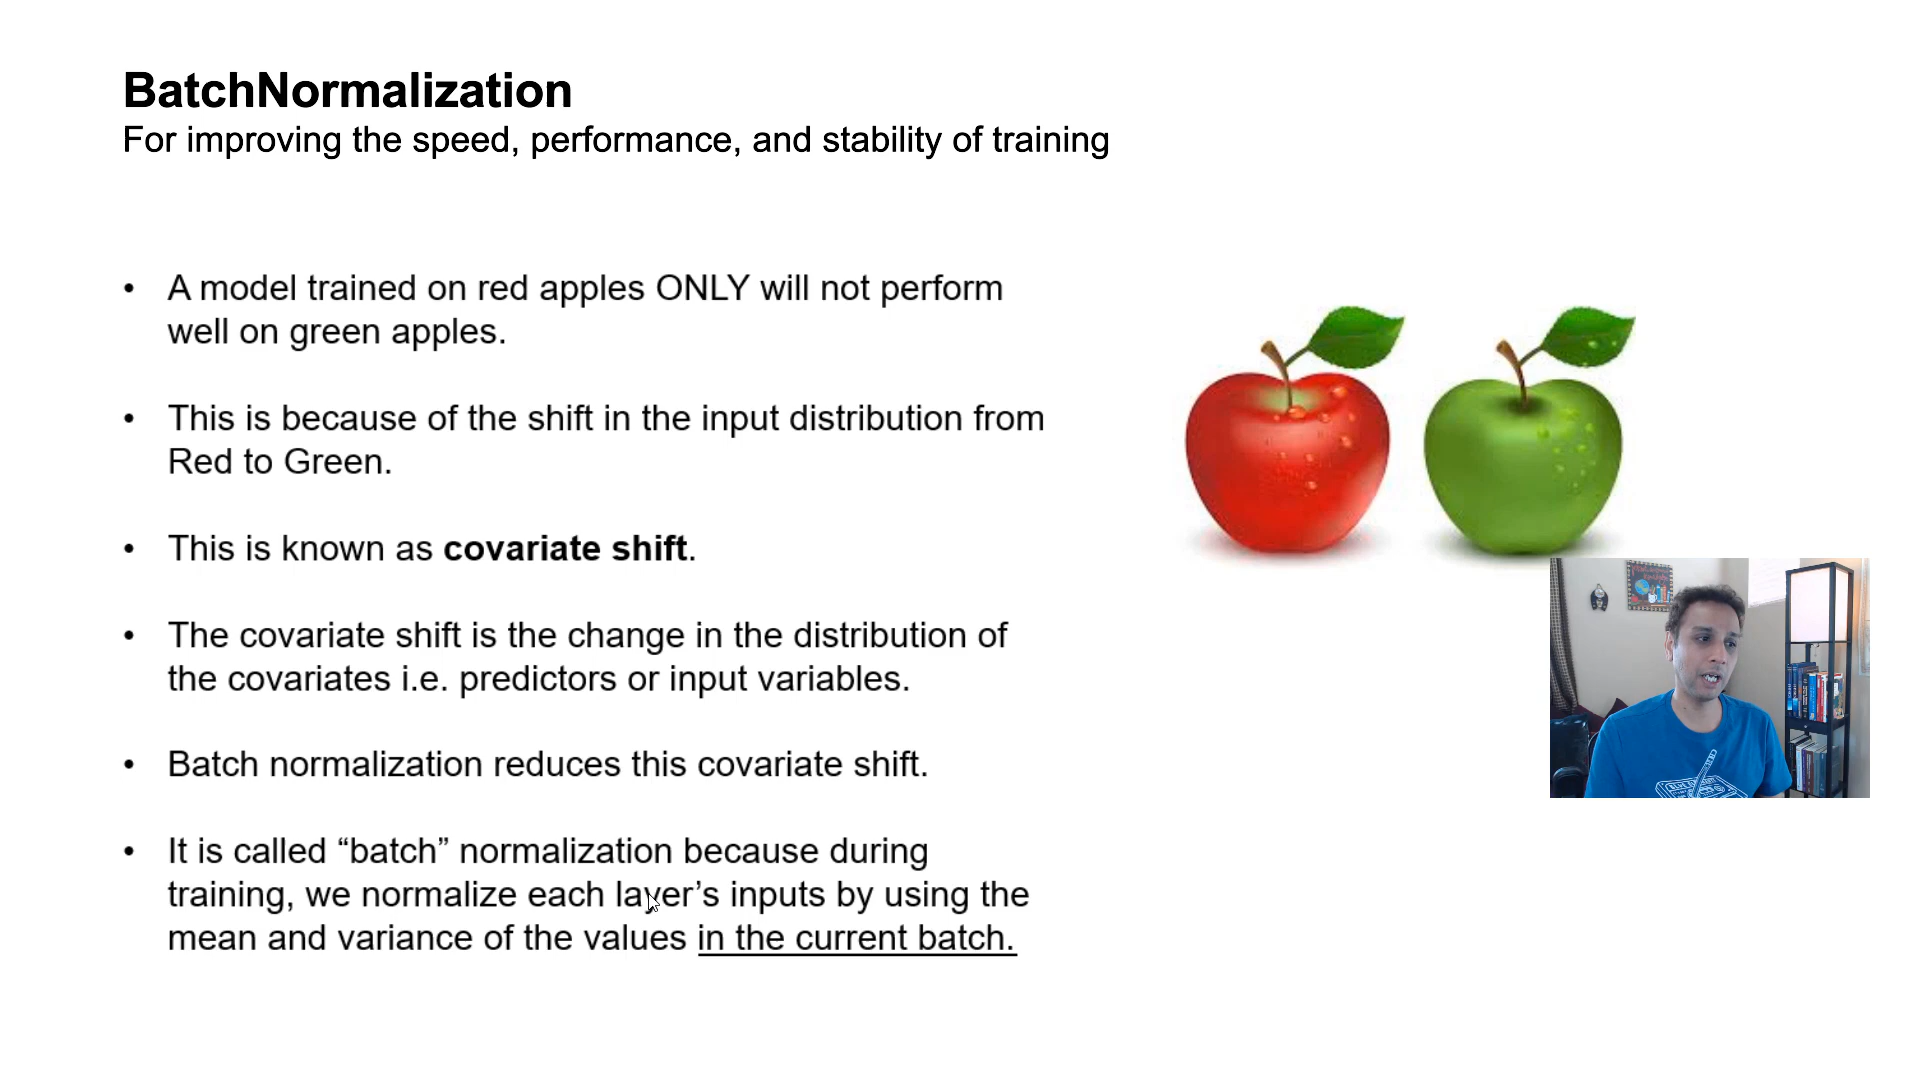 BatchNormalization
For improving the speed, performance, and stability of training
• A model trained on red apples ONLY will not perform
well on green apples.
• This is because of the shift in the input distribution from
Red to Green.
• This is known as covariate shift.
• The covariate shift is the change in the distribution of
the covariates i.e. predictors or input variables.
• Batch normalization reduces this covariate shift.
• It is called “batch” normalization because during
training, we normalize each layer’s inputs by using the
mean and variance of the values in the current batch.